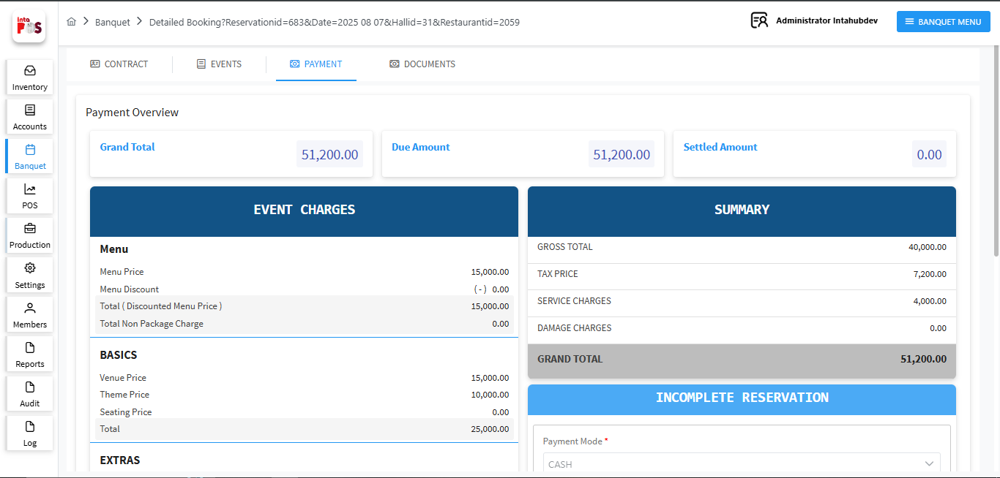 Inta
POS
Banquet
Detailed Booking?Reservationid=683&Date=2025 08 07&Hallid=31&Restaurantid=2059
Administrator Intahubdev
BANQUET MENU
Inventory
Accounts
Banquet
POS
Production
Settings
Members
Reports
Audit
Log
CONTRACT
EVENTS
PAYMENT
DOCUMENTS
Payment Overview
Grand Total
51,200.00
Due Amount
51,200.00
Settled Amount
0.00
EVENT CHARGES
Menu
Menu Price 15,000.00
Menu Discount (-) 0.00
Total ( Discounted Menu Price ) 15,000.00
Total Non Package Charge 0.00
BASICS
Venue Price 15,000.00
Theme Price 10,000.00
Seating Price 0.00
Total 25,000.00
EXTRAS
SUMMARY
GROSS TOTAL 40,000.00
TAX PRICE 7,200.00
SERVICE CHARGES 4,000.00
DAMAGE CHARGES 0.00
GRAND TOTAL 51,200.00
INCOMPLETE RESERVATION
Payment Mode *
CASH